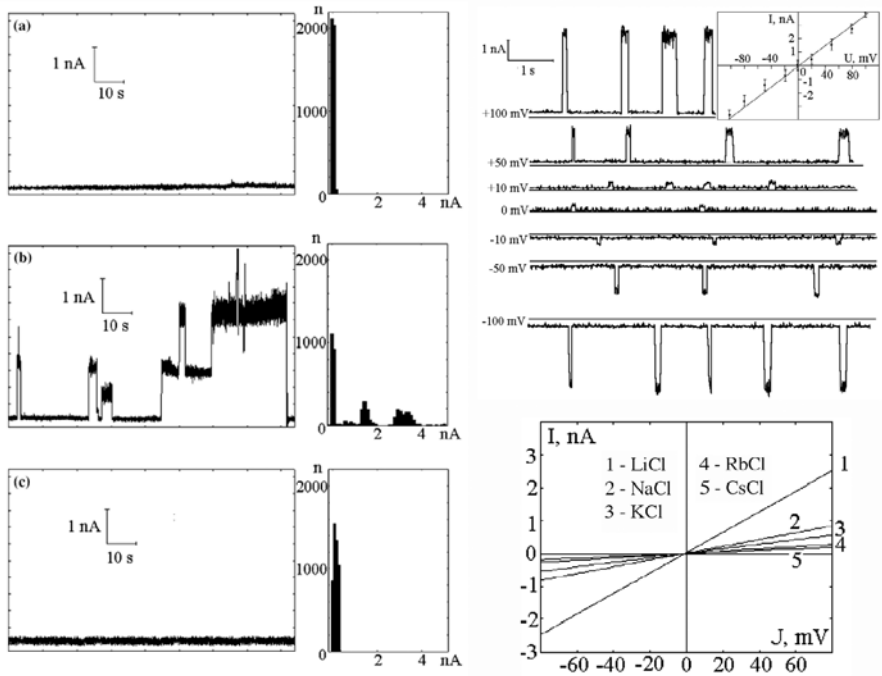 (a)
1 nA
10 s
n
2000
1000
0
2
4 nA
(b)
1 nA
10 s
n
2000
1000
0
0
2
4 nA
(c)
1 nA
10 s
n
2000
1000
0
0
2
4 nA
1 nA
1 s
+100 mV
+50 mV
+10 mV
0 mV
-10 mV
-50 mV
-100 mV
I, nA
2
1
-80 -40
40 80
U, mV
-1
-2
I, nA
3
2
1
0
-1
-2
-3
1 - LiCl
2 - NaCl
3 - KCl
4 - RbCl
5 - CsCl
1
2
3
4
5
J, mV
-60 -40 -20 0 20 40 60